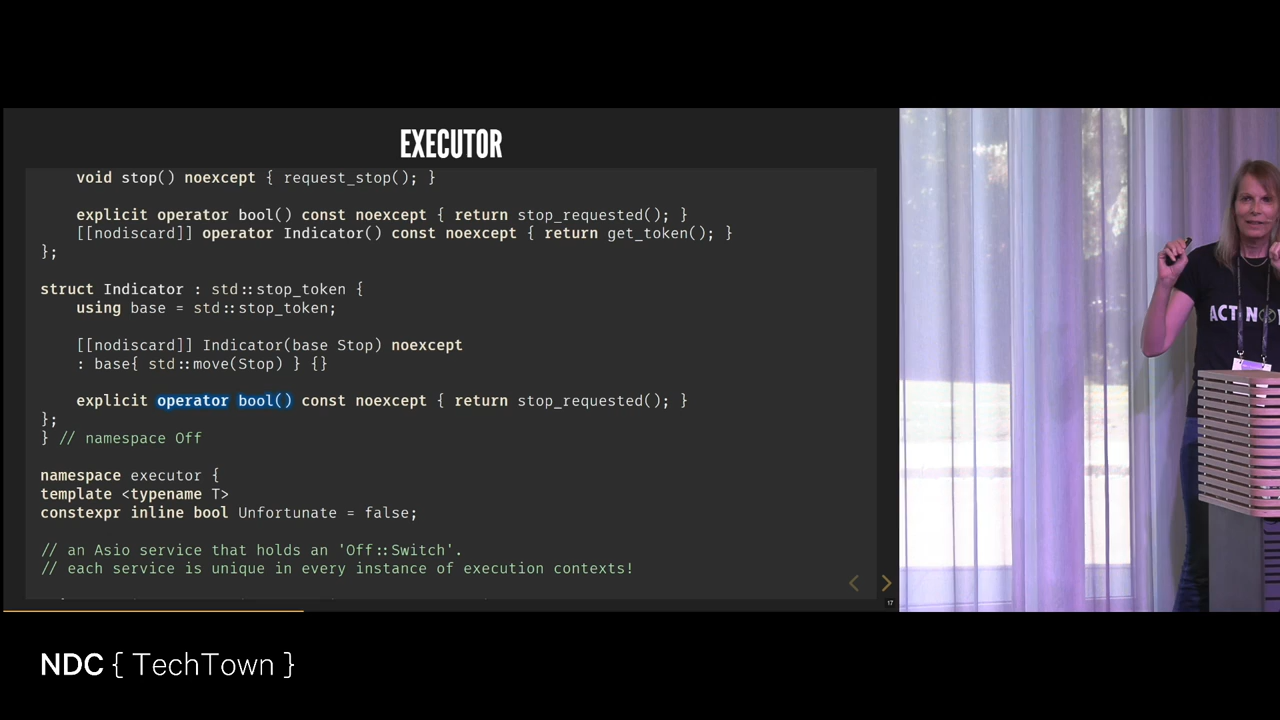 EXECUTOR
void stop() noexcept { request_stop(); }
explicit operator bool() const noexcept { return stop_requested(); }
[[nodiscard]] operator Indicator() const noexcept { return get_token(); }
};
struct Indicator : std::stop_token {
using base = std::stop_token;
[[nodiscard]] Indicator(base Stop) noexcept
: base{ std::move(Stop) } {}
explicit operator bool() const noexcept { return stop_requested(); }
};
} // namespace Off
namespace executor {
template <typename T>
constexpr inline bool Unfortunate = false;
// an Asio service that holds an 'Off::Switch'.
// each service is unique in every instance of execution contexts!
17
NDC { TechTown }